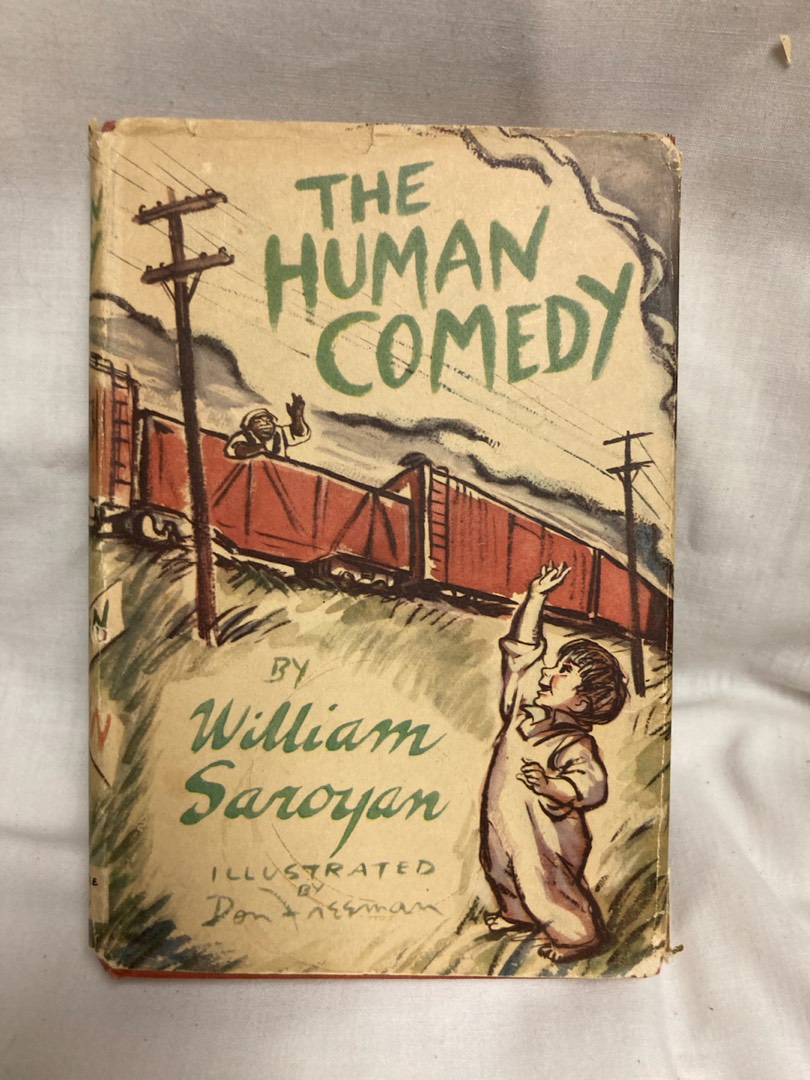 THE
HUMAN
COMEDY
BY
William
Saroyan
ILLUSTRATED
BY
Don Freeman